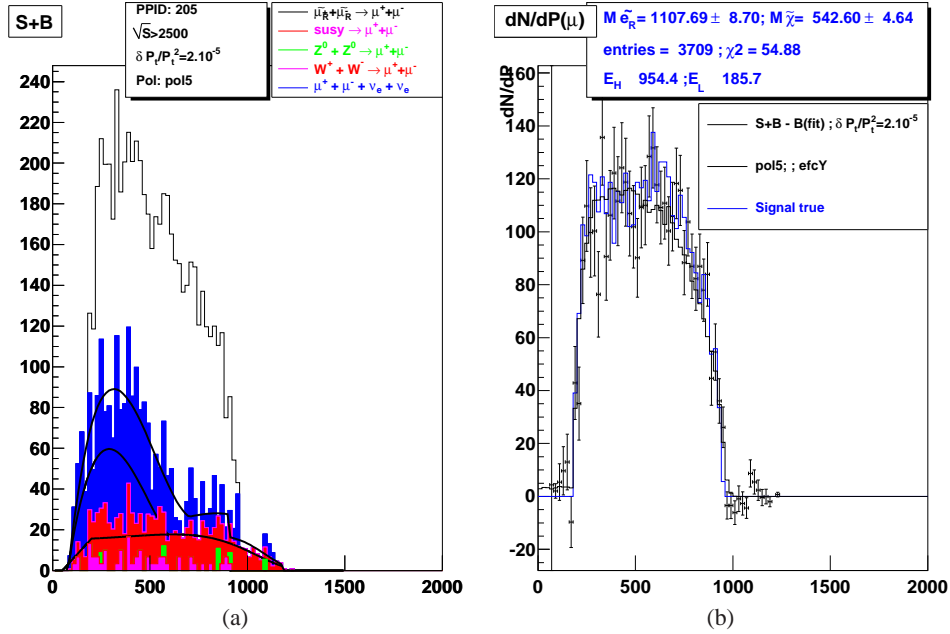 S+B
PPID: 205
√S>2500
δ Pₜ/Pₜ²=2.10⁻⁵
Pol: pol5
μ̃R+μ̃R → μ⁺+μ⁻
susy → μ⁺+μ⁻
Z⁰ + Z⁰ → μ⁺+μ⁻
W⁺ + W⁻ → μ⁺+μ⁻
μ⁺ + μ⁻ + νe + νe
240
220
200
180
160
140
120
100
80
60
40
20
0
0 500 1000 1500 2000
(a)
dN/dP(μ)
M ẽR= 1107.69 ± 8.70; M χ̃= 542.60 ± 4.64
entries = 3709 ; χ2 = 54.88
EH 954.4 ;EL 185.7
dN/dP
S+B - B(fit) ; δ Pₜ/Pₜ²=2.10⁻⁵
pol5; ; efcY
Signal true
160
140
120
100
80
60
40
20
0
-20
0 500 1000 1500 2000
(b)